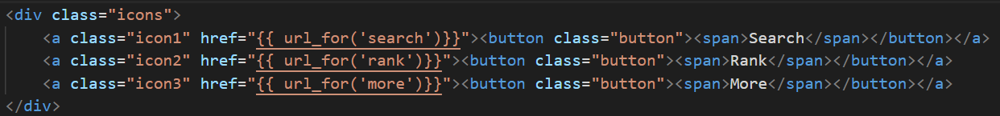 <div class="icons">
    <a class="icon1" href="{{ url_for('search')}}"><button class="button"><span>Search</span></button></a>
    <a class="icon2" href="{{ url_for('rank')}}"><button class="button"><span>Rank</span></button></a>
    <a class="icon3" href="{{ url_for('more')}}"><button class="button"><span>More</span></button></a>
</div>